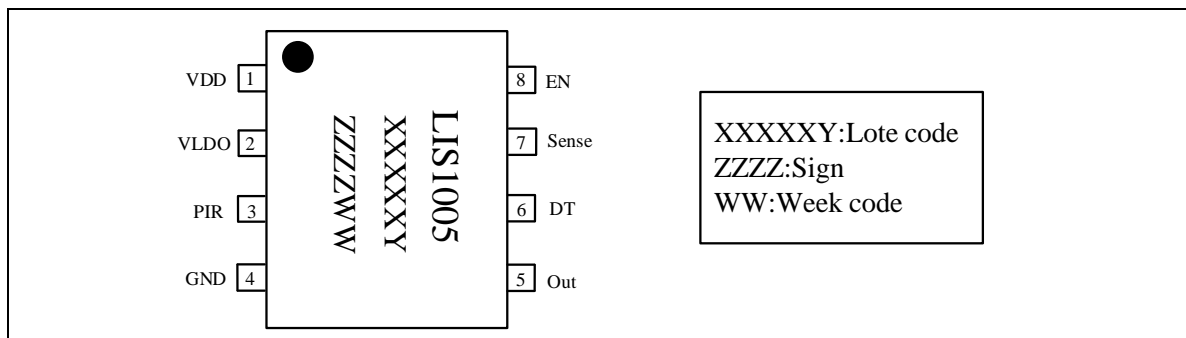 VDD 1
VLDO 2
PIR 3
GND 4
8 EN
7 Sense
6 DT
5 Out
LIS1005
XXXXXY
ZZZZWW
XXXXXY:Lote code
ZZZZ:Sign
WW:Week code